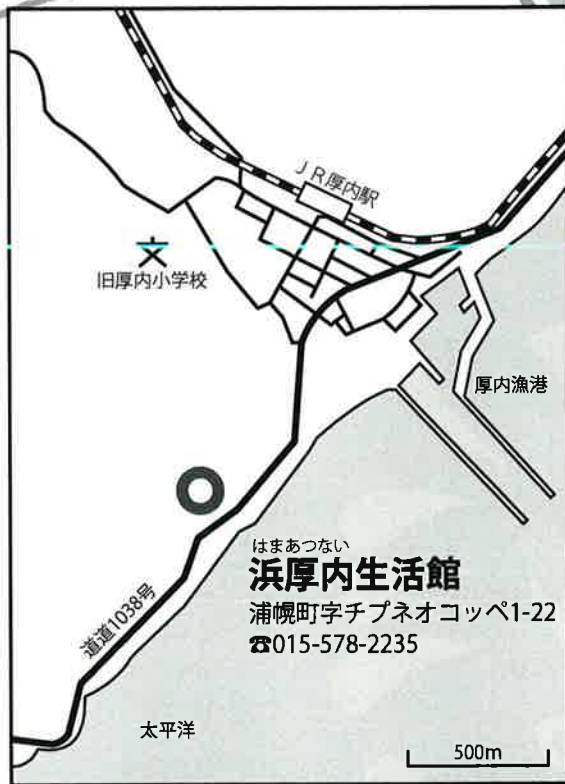 JR厚内駅
旧厚内小学校
厚内漁港
はまあつない
浜厚内生活館
浦幌町字チプネオコッペ1-22
☎015-578-2235
道道1038号
太平洋
500m